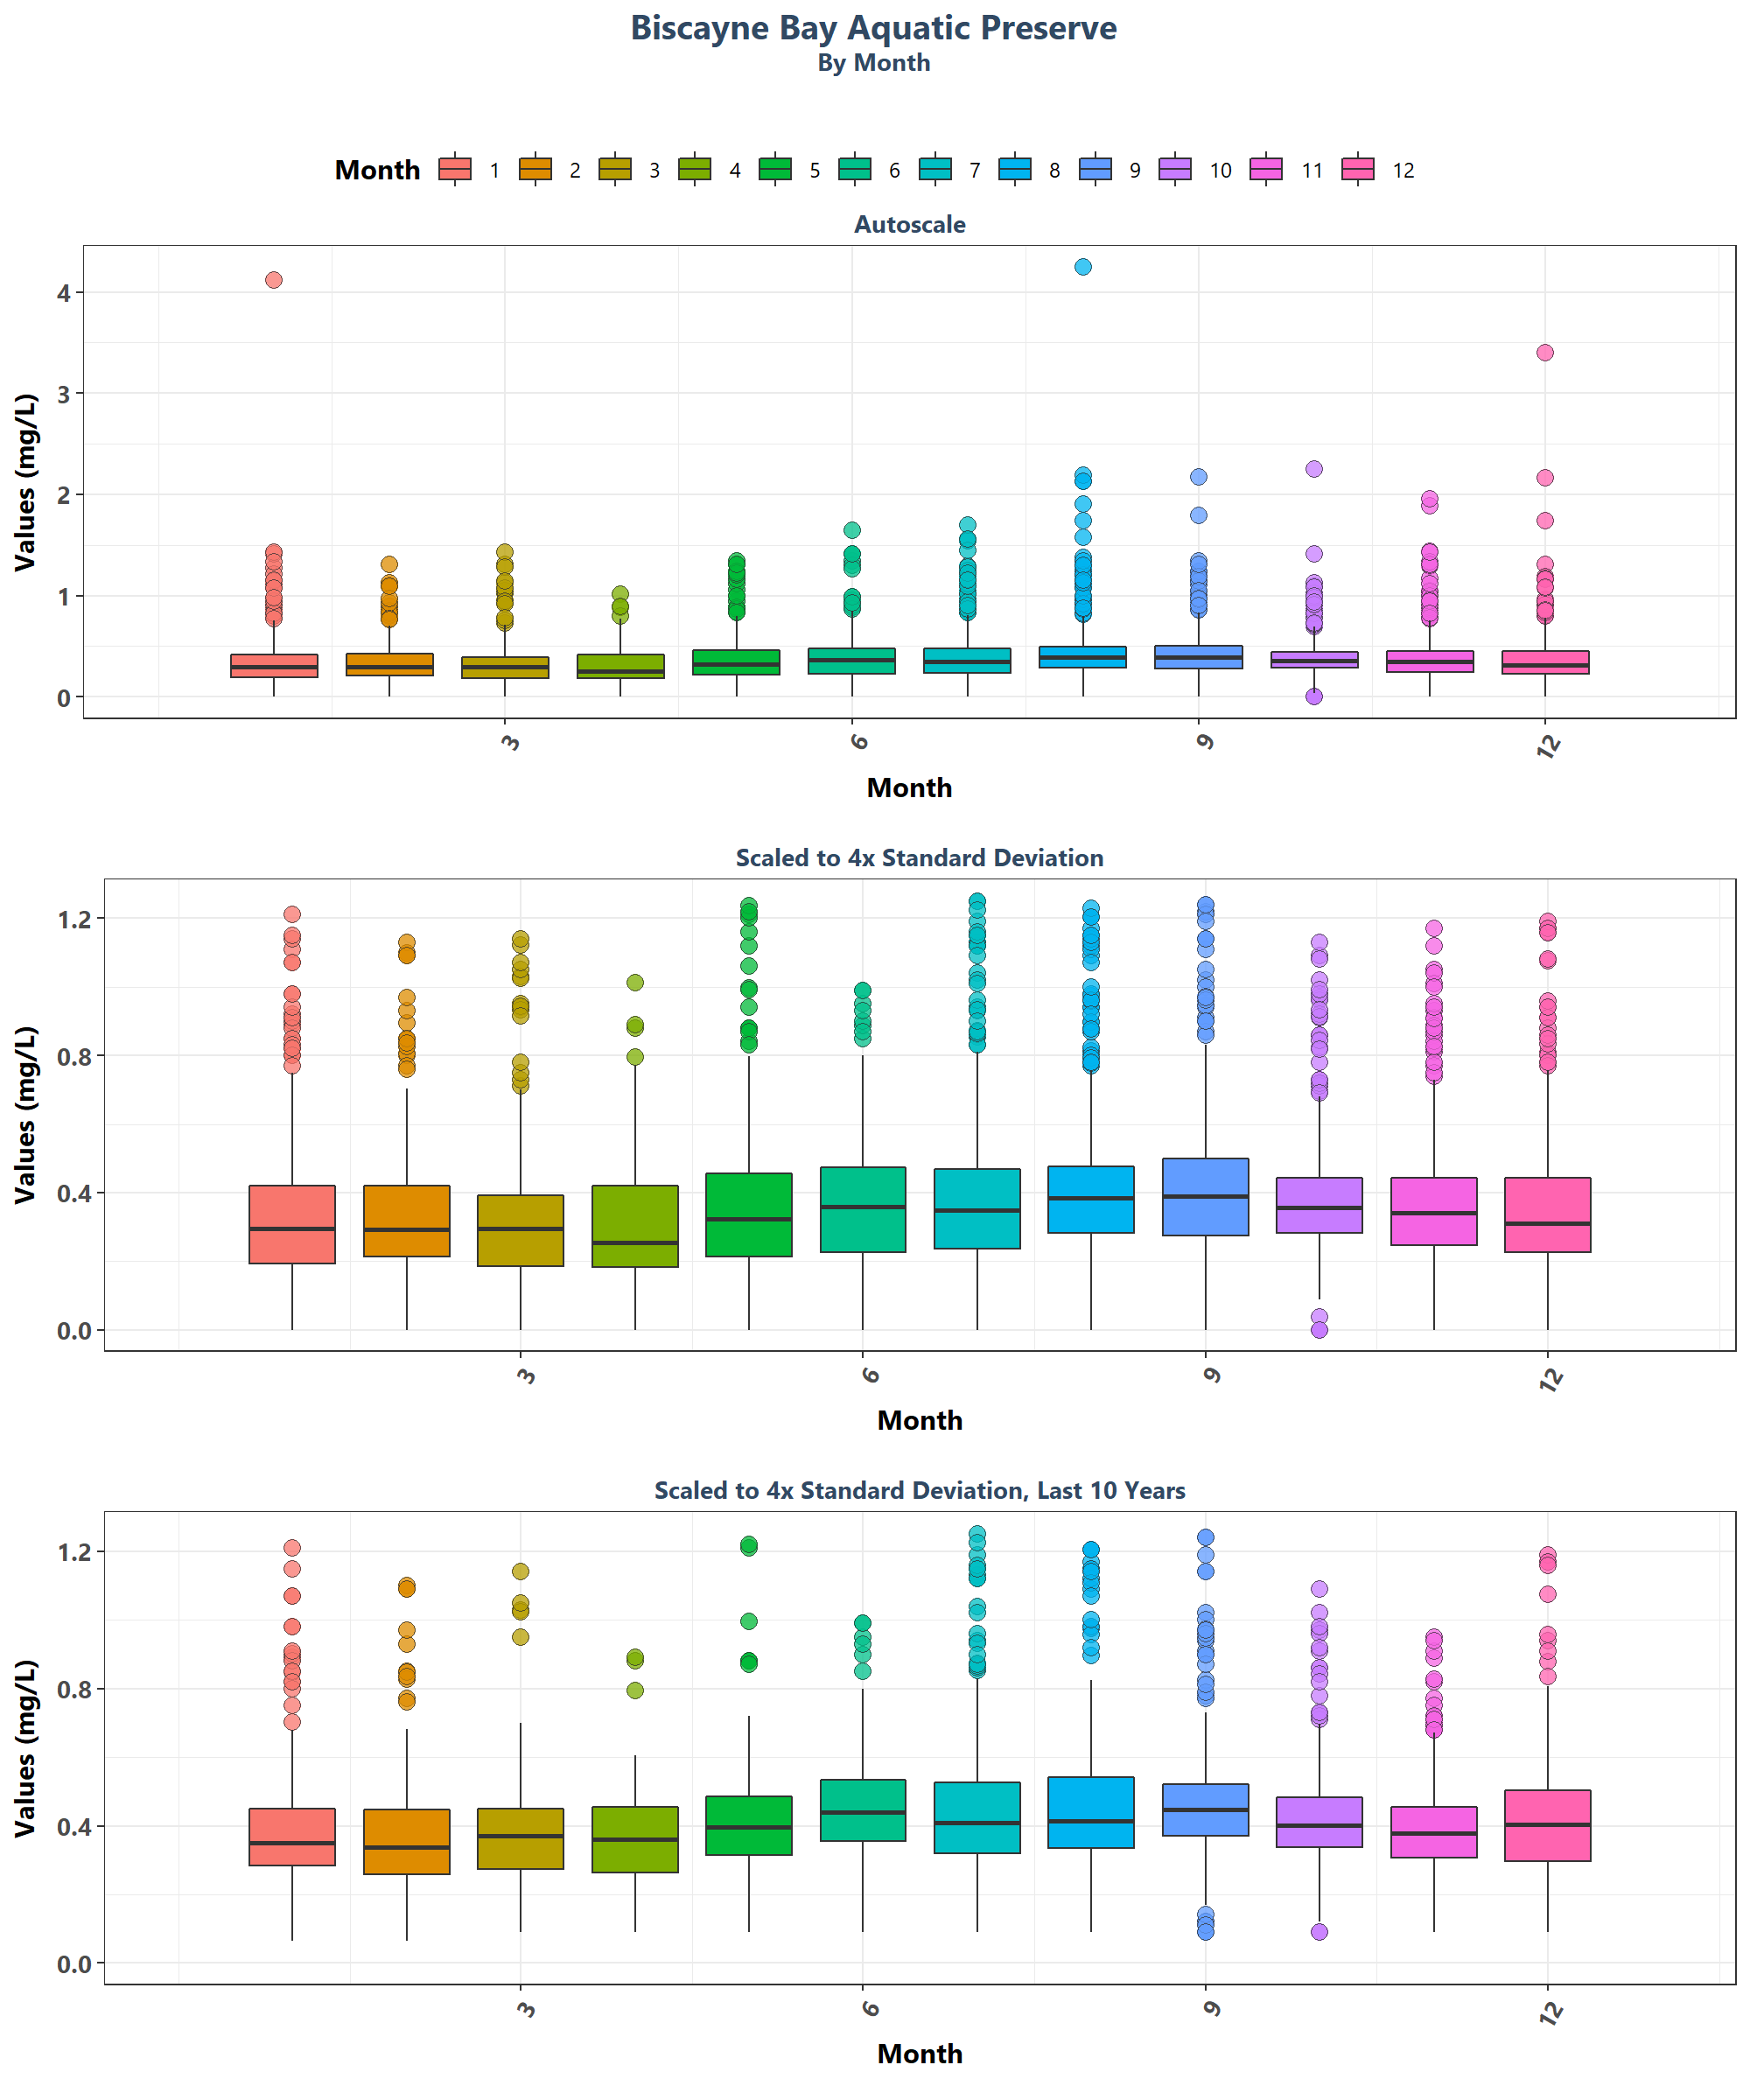 Biscayne Bay Aquatic Preserve
By Month
Month 1 2 3 4 5 6 7 8 9 10 11 12
Autoscale
Values (mg/L)
4
3
2
1
0
3 6 9 12
Month
Scaled to 4x Standard Deviation
Values (mg/L)
1.2
0.8
0.4
0.0
3 6 9 12
Month
Scaled to 4x Standard Deviation, Last 10 Years
Values (mg/L)
1.2
0.8
0.4
0.0
3 6 9 12
Month